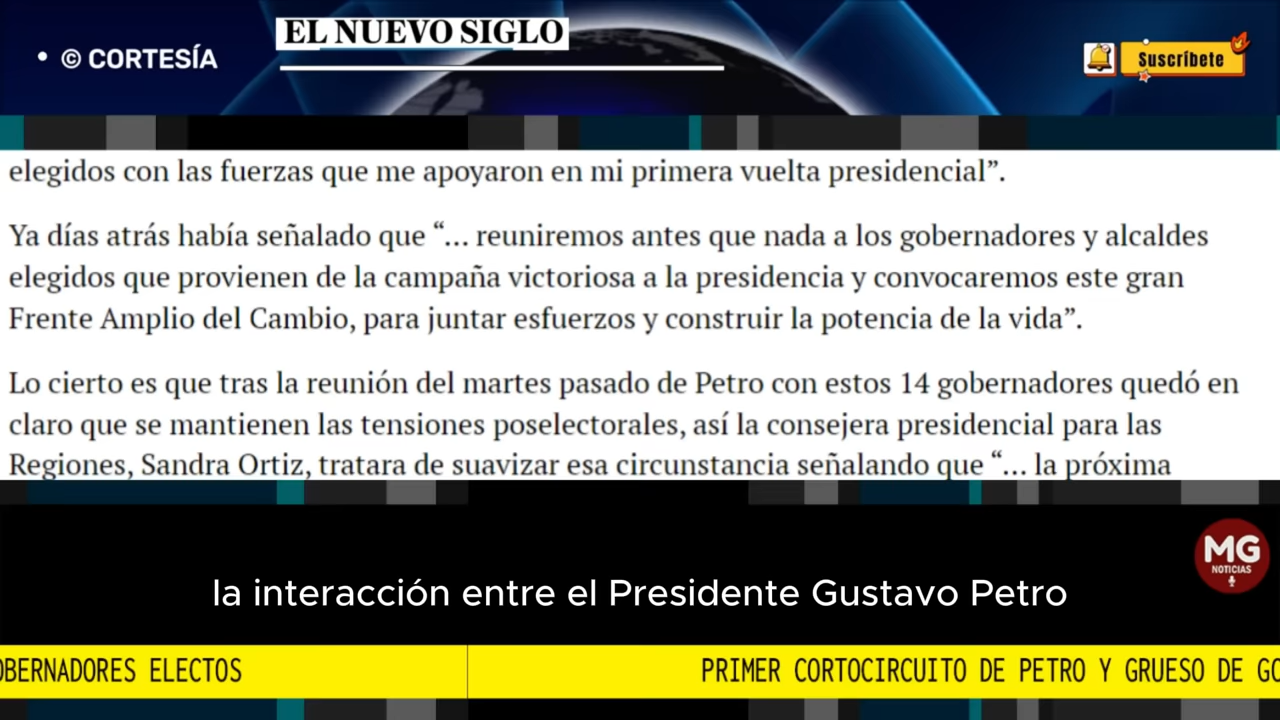 • © CORTESÍA
EL NUEVO SIGLO
Suscríbete
elegidos con las fuerzas que me apoyaron en mi primera vuelta presidencial”.
Ya días atrás había señalado que “... reuniremos antes que nada a los gobernadores y alcaldes
elegidos que provienen de la campaña victoriosa a la presidencia y convocaremos este gran
Frente Amplio del Cambio, para juntar esfuerzos y construir la potencia de la vida”.
Lo cierto es que tras la reunión del martes pasado de Petro con estos 14 gobernadores quedó en
claro que se mantienen las tensiones poselectorales, así la consejera presidencial para las
Regiones, Sandra Ortiz, tratara de suavizar esa circunstancia señalando que “... la próxima
MG
NOTICIAS
la interacción entre el Presidente Gustavo Petro
OBERNADORES ELECTOS
PRIMER CORTOCIRCUITO DE PETRO Y GRUESO DE GO